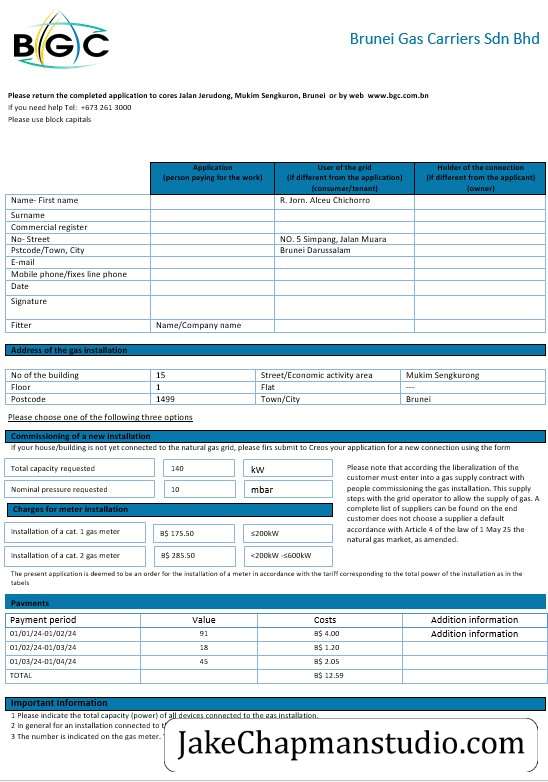 BGC
Brunei Gas Carriers Sdn Bhd
Please return the completed application to cores Jalan Jerudong, Mukim Sengkuron, Brunei or by web www.bgc.com.bn
If you need help Tel: +673 261 3000
Please use block capitals
Application (person paying for the work) User of the grid (if different from the application) (consumer/tenant) Holder of the connection (if different from the applicant) (owner)
Name- First name R. Jorn. Alceu Chichorro
Surname
Commercial register
No- Street NO. 5 Simpang, Jalan Muara
Pstcode/Town, City Brunei Darussalam
E-mail
Mobile phone/fixes line phone
Date
Signature
Fitter Name/Company name
Address of the gas installation
No of the building 15 Street/Economic activity area Mukim Sengkurong
Floor 1 Flat ---
Postcode 1499 Town/City Brunei
Please choose one of the following three options
Commissioning of a new installation
If your house/building is not yet connected to the natural gas grid, please firs submit to Creos your application for a new connection using the form
Total capacity requested 140 kW
Nominal pressure requested 10 mbar
Please note that according the liberalization of the
customer must enter into a gas supply contract with
people commissioning the gas installation. This supply
steps with the grid operator to allow the supply of gas. A
complete list of suppliers can be found on the end
customer does not choose a supplier a default
accordance with Article 4 of the law of 1 May 25 the
natural gas market, as amended.
Charges for meter installation
Installation of a cat. 1 gas meter B$ 175.50 ≤200kW
Installation of a cat. 2 gas meter B$ 285.50 <200kW -≤600kW
The present application is deemed to be an order for the installation of a meter in accordance with the tariff corresponding to the total power of the installation as in the
tabels
Payments
Payment period Value Costs Addition information
01/01/24-01/02/24 91 B$ 4.00 Addition information
01/02/24-01/03/24 18 B$ 1.20
01/03/24-01/04/24 45 B$ 2.05
TOTAL B$ 12.59
Important Information
1 Please indicate the total capacity (power) of all devices connected to the gas installation.
2 In general for an installation connected to
3 The number is indicated on the gas meter.
JakeChapmanstudio.com